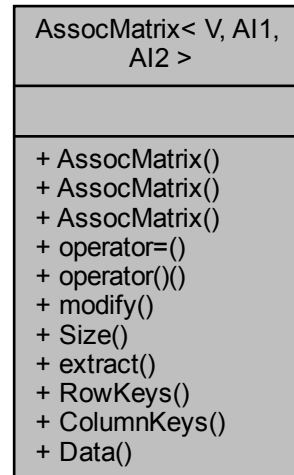 AssocMatrix< V, AI1,
AI2 >
+ AssocMatrix()
+ AssocMatrix()
+ AssocMatrix()
+ operator=()
+ operator()()
+ modify()
+ Size()
+ extract()
+ RowKeys()
+ ColumnKeys()
+ Data()